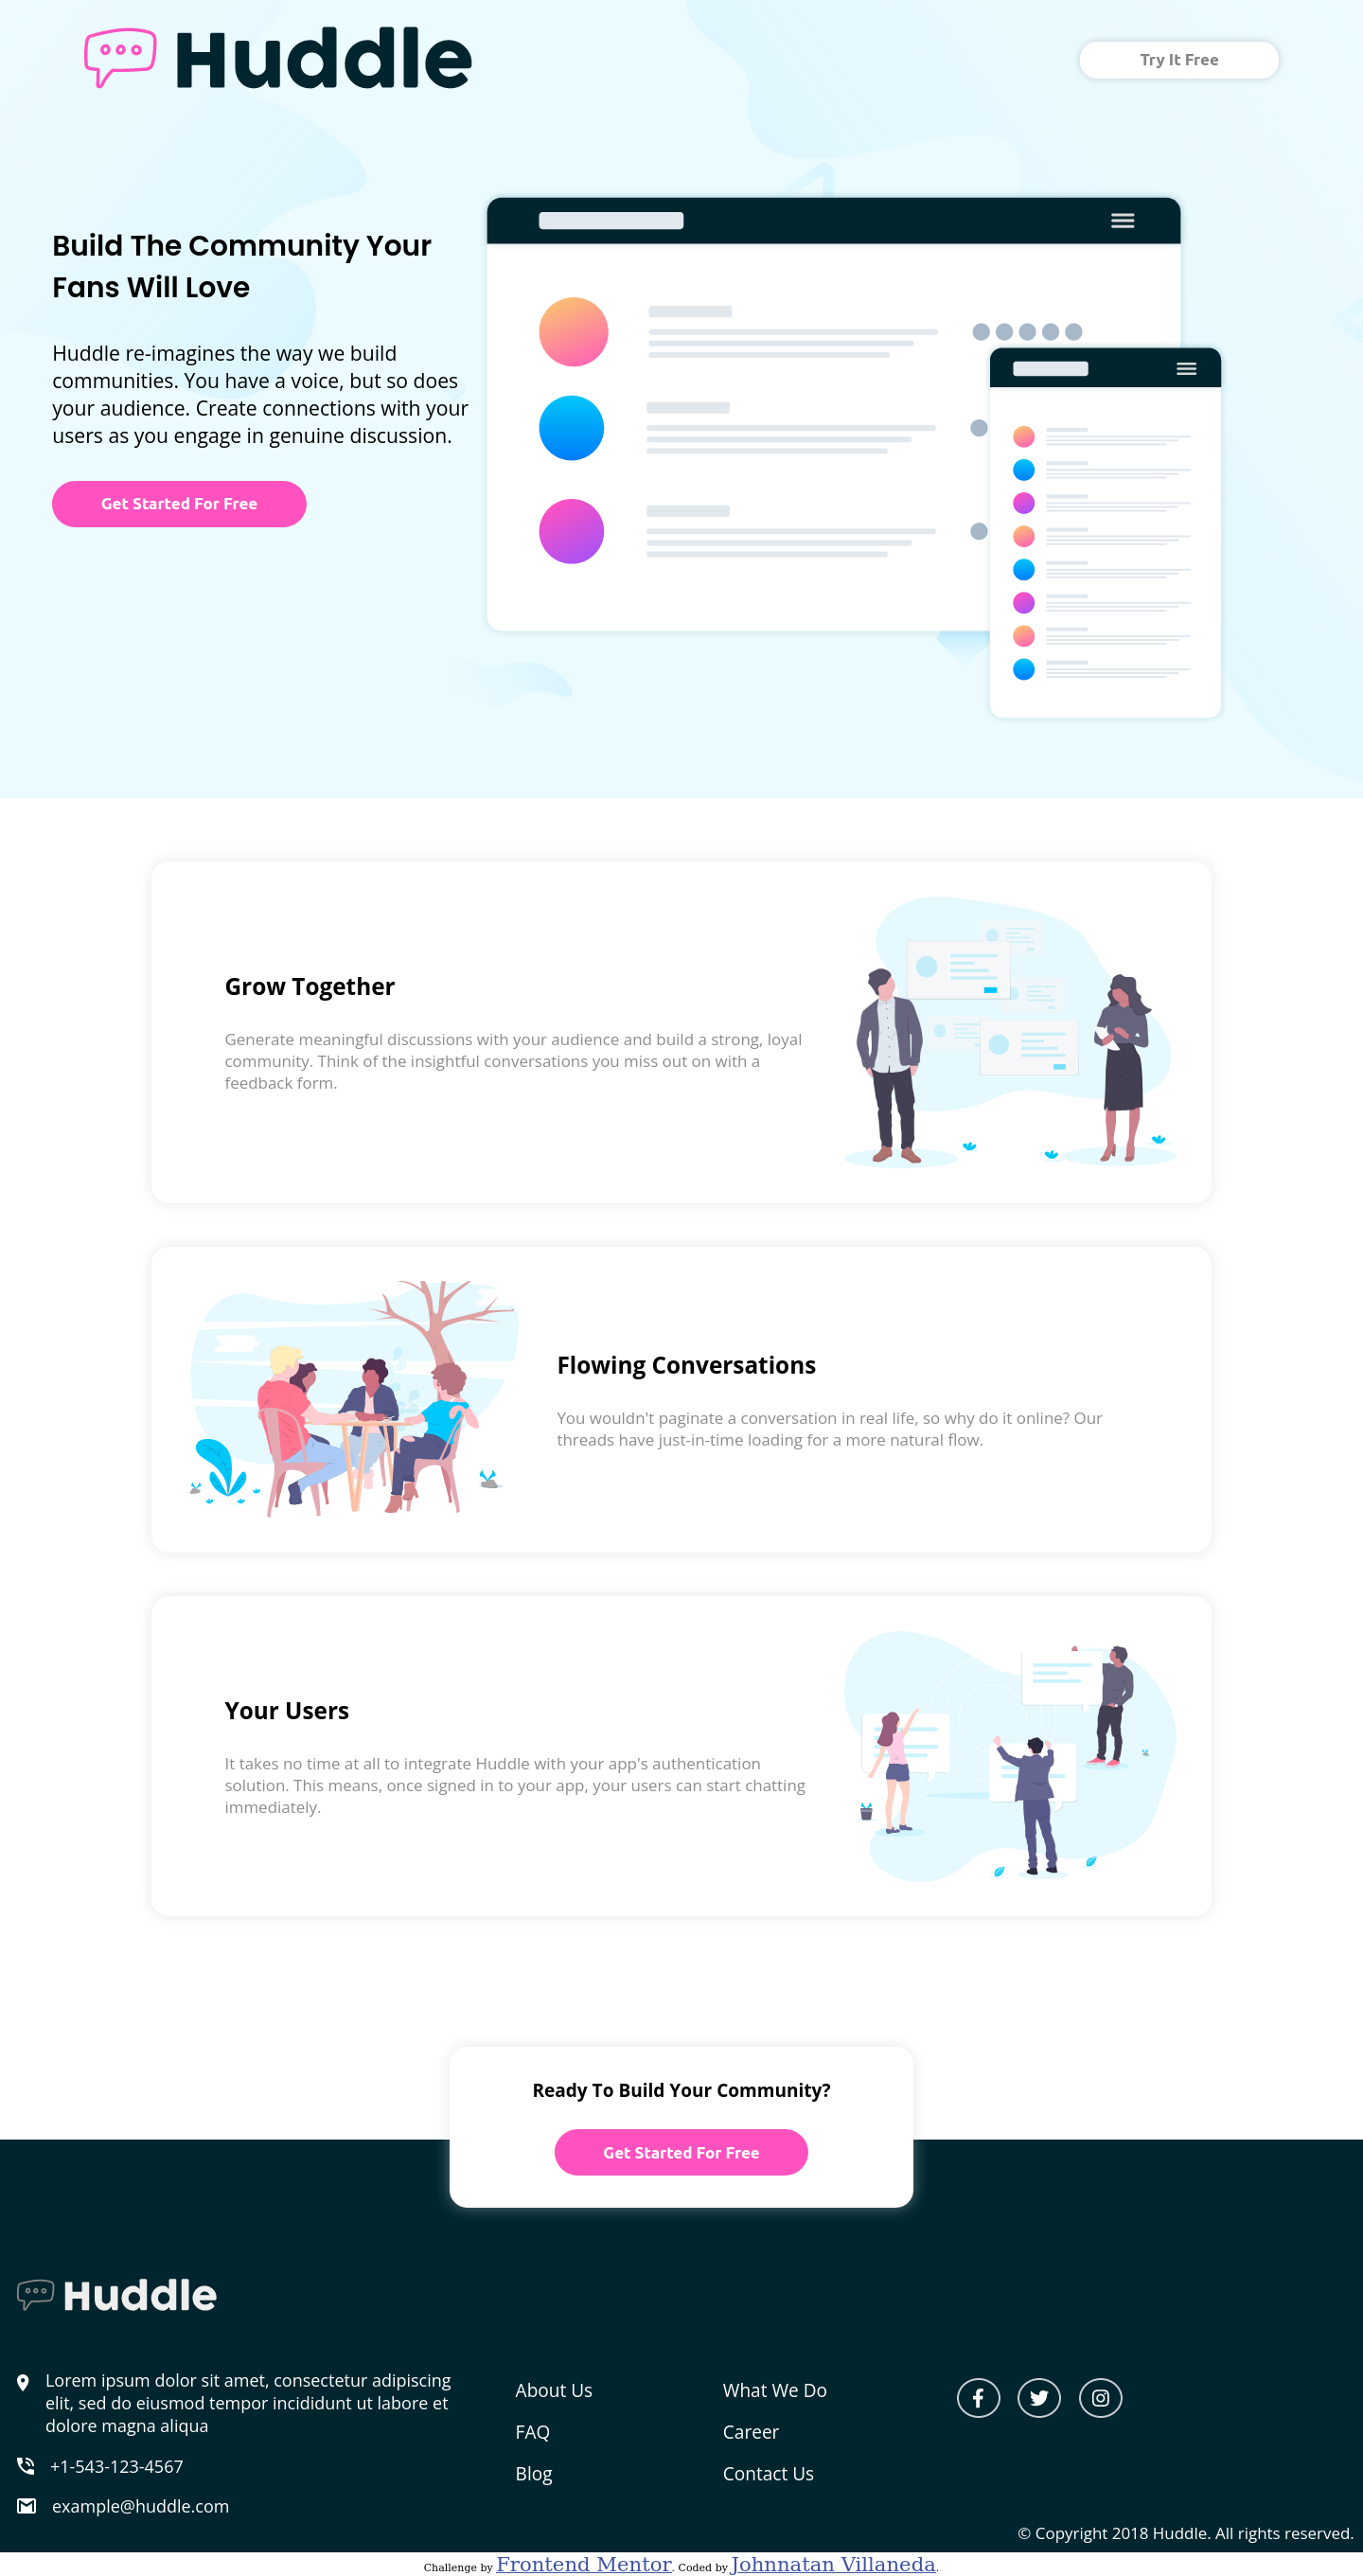 Huddle
Try It Free
Build The Community Your
Fans Will Love
Huddle re-imagines the way we build
communities. You have a voice, but so does
your audience. Create connections with your
users as you engage in genuine discussion.
Get Started For Free
Grow Together
Generate meaningful discussions with your audience and build a strong, loyal
community. Think of the insightful conversations you miss out on with a
feedback form.
Flowing Conversations
You wouldn't paginate a conversation in real life, so why do it online? Our
threads have just-in-time loading for a more natural flow.
Your Users
It takes no time at all to integrate Huddle with your app's authentication
solution. This means, once signed in to your app, your users can start chatting
immediately.
Ready To Build Your Community?
Get Started For Free
Huddle
Lorem ipsum dolor sit amet, consectetur adipiscing
elit, sed do eiusmod tempor incididunt ut labore et
dolore magna aliqua
+1-543-123-4567
example@huddle.com
About Us
FAQ
Blog
What We Do
Career
Contact Us
© Copyright 2018 Huddle. All rights reserved.
Challenge by Frontend Mentor. Coded by Johnnatan Villaneda.